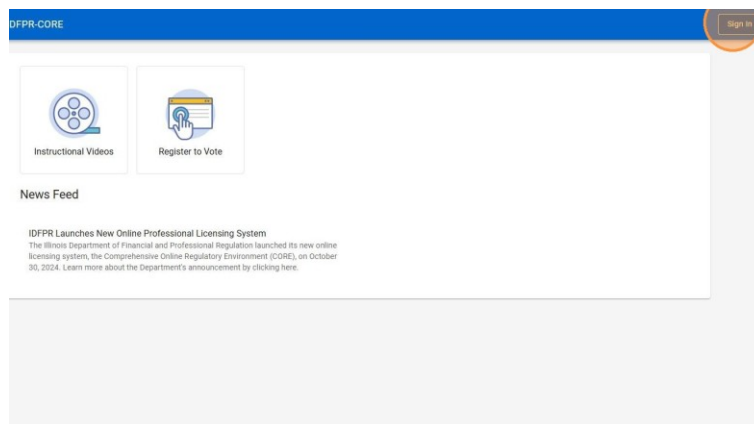 IDFPR-CORE
Sign In
Instructional Videos
Register to Vote
News Feed
IDFPR Launches New Online Professional Licensing System
The Illinois Department of Financial and Professional Regulation launched its new online
licensing system, the Comprehensive Online Regulatory Environment (CORE), on October
30, 2024. Learn more about the Department's announcement by clicking here.